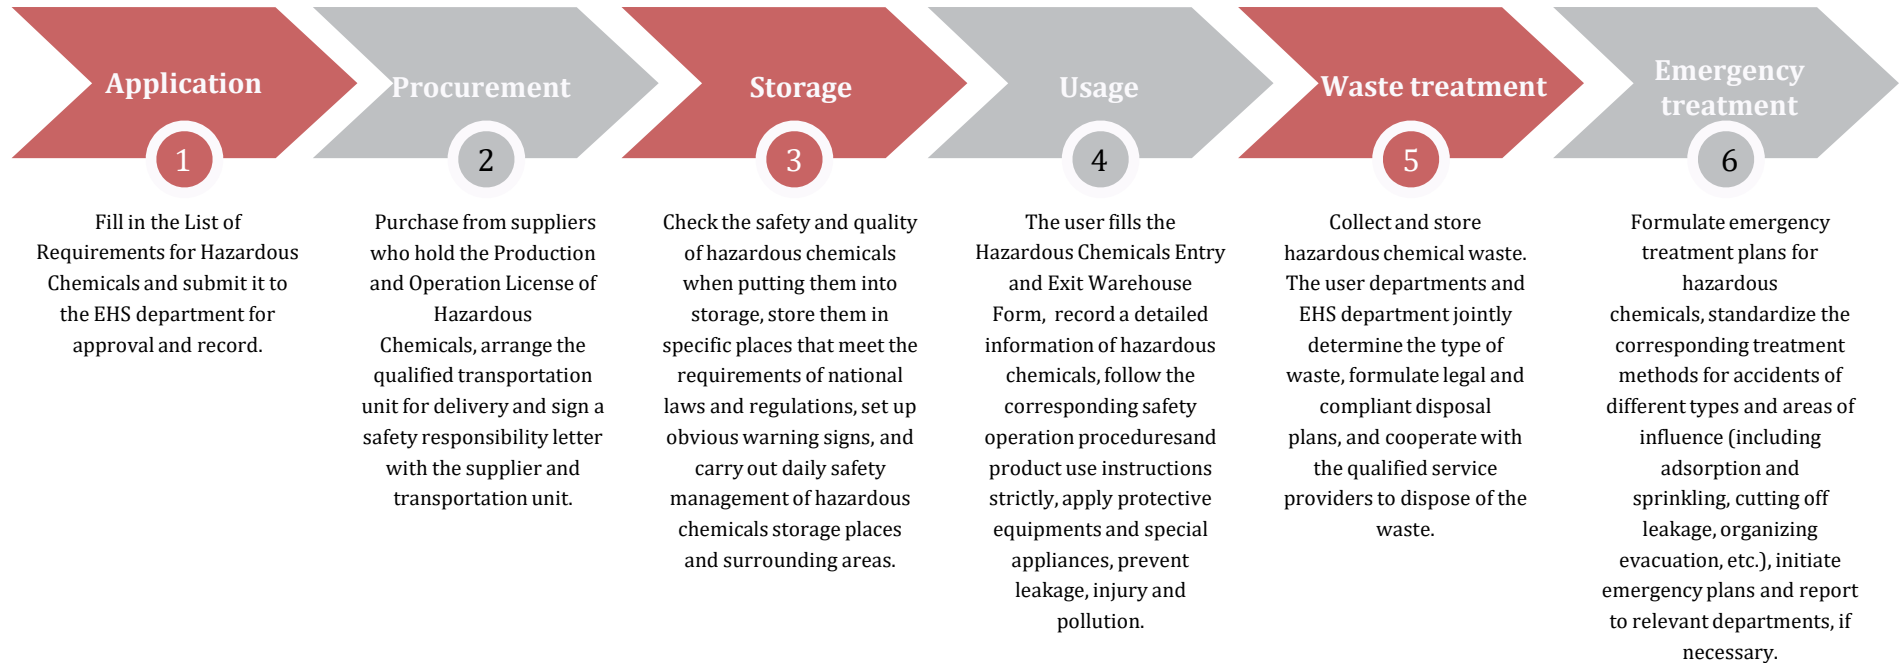 Application
1
Fill in the List of
Requirements for Hazardous
Chemicals and submit it to
the EHS department for
approval and record.
Procurement
2
Purchase from suppliers
who hold the Production
and Operation License of
Hazardous
Chemicals, arrange the
qualified transportation
unit for delivery and sign a
safety responsibility letter
with the supplier and
transportation unit.
Storage
3
Check the safety and quality
of hazardous chemicals
when putting them into
storage, store them in
specific places that meet the
requirements of national
laws and regulations, set up
obvious warning signs, and
carry out daily safety
management of hazardous
chemicals storage places
and surrounding areas.
Usage
4
The user fills the
Hazardous Chemicals Entry
and Exit Warehouse
Form, record a detailed
information of hazardous
chemicals, follow the
corresponding safety
operation proceduresand
product use instructions
strictly, apply protective
equipments and special
appliances, prevent
leakage, injury and
pollution.
Waste treatment
5
Collect and store
hazardous chemical waste.
The user departments and
EHS department jointly
determine the type of
waste, formulate legal and
compliant disposal
plans, and cooperate with
the qualified service
providers to dispose of the
waste.
Emergency
treatment
6
Formulate emergency
treatment plans for
hazardous
chemicals, standardize the
corresponding treatment
methods for accidents of
different types and areas of
influence (including
adsorption and
sprinkling, cutting off
leakage, organizing
evacuation, etc.), initiate
emergency plans and report
to relevant departments, if
necessary.